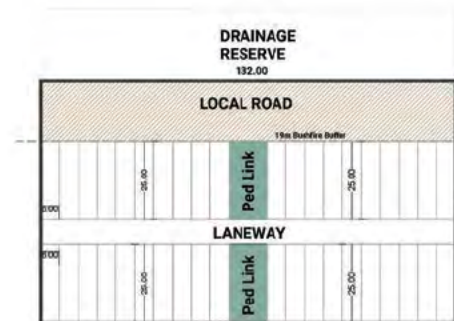 DRAINAGE
RESERVE
132.00
LOCAL ROAD
19m Bushfire Buffer
25.00
Ped Link
25.00
LANEWAY
25.00
Ped Link
25.00